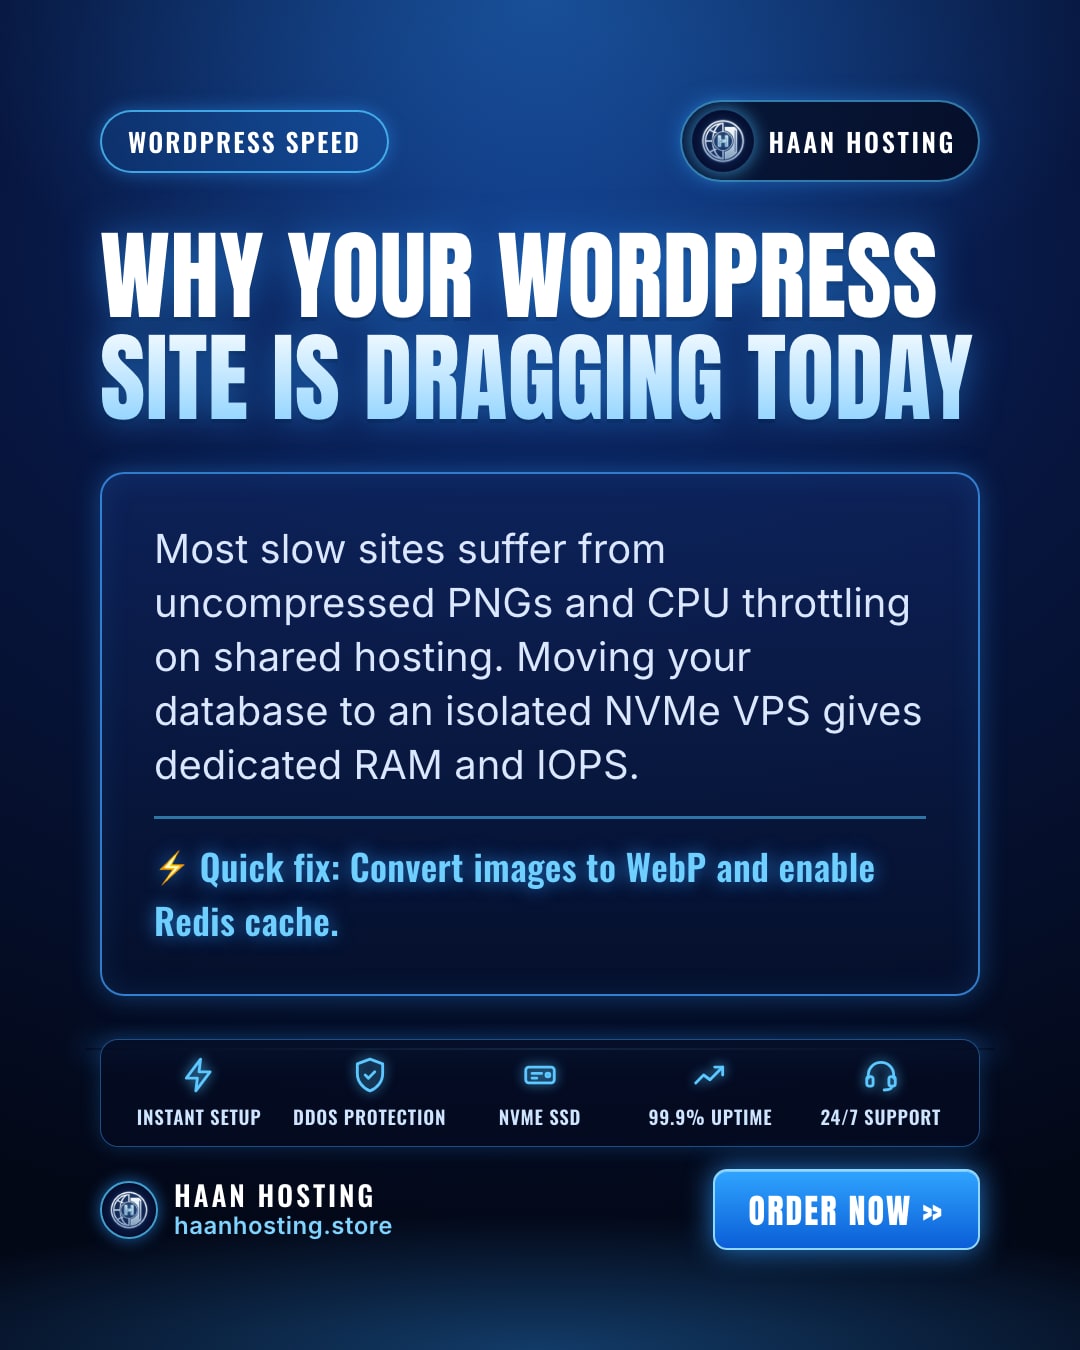 WORDPRESS SPEED
HAAN HOSTING
WHY YOUR WORDPRESS
SITE IS DRAGGING TODAY
Most slow sites suffer from
uncompressed PNGs and CPU throttling
on shared hosting. Moving your
database to an isolated NVMe VPS gives
dedicated RAM and IOPS.
⚡ Quick fix: Convert images to WebP and enable
Redis cache.
INSTANT SETUP
DDOS PROTECTION
NVME SSD
99.9% UPTIME
24/7 SUPPORT
HAAN HOSTING
haanhosting.store
ORDER NOW »